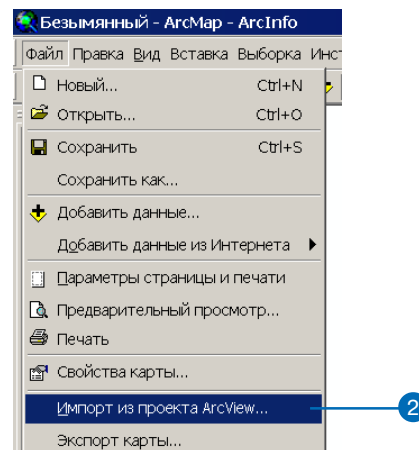 Безымянный - ArcMap - ArcInfo
Файл Правка Вид Вставка Выборка Инс
Новый... Ctrl+N
Открыть... Ctrl+O
Сохранить Ctrl+S
Сохранить как...
Добавить данные...
Добавить данные из Интернета
Параметры страницы и печати
Предварительный просмотр...
Печать
Свойства карты...
Импорт из проекта ArcView... 2
Экспорт карты...